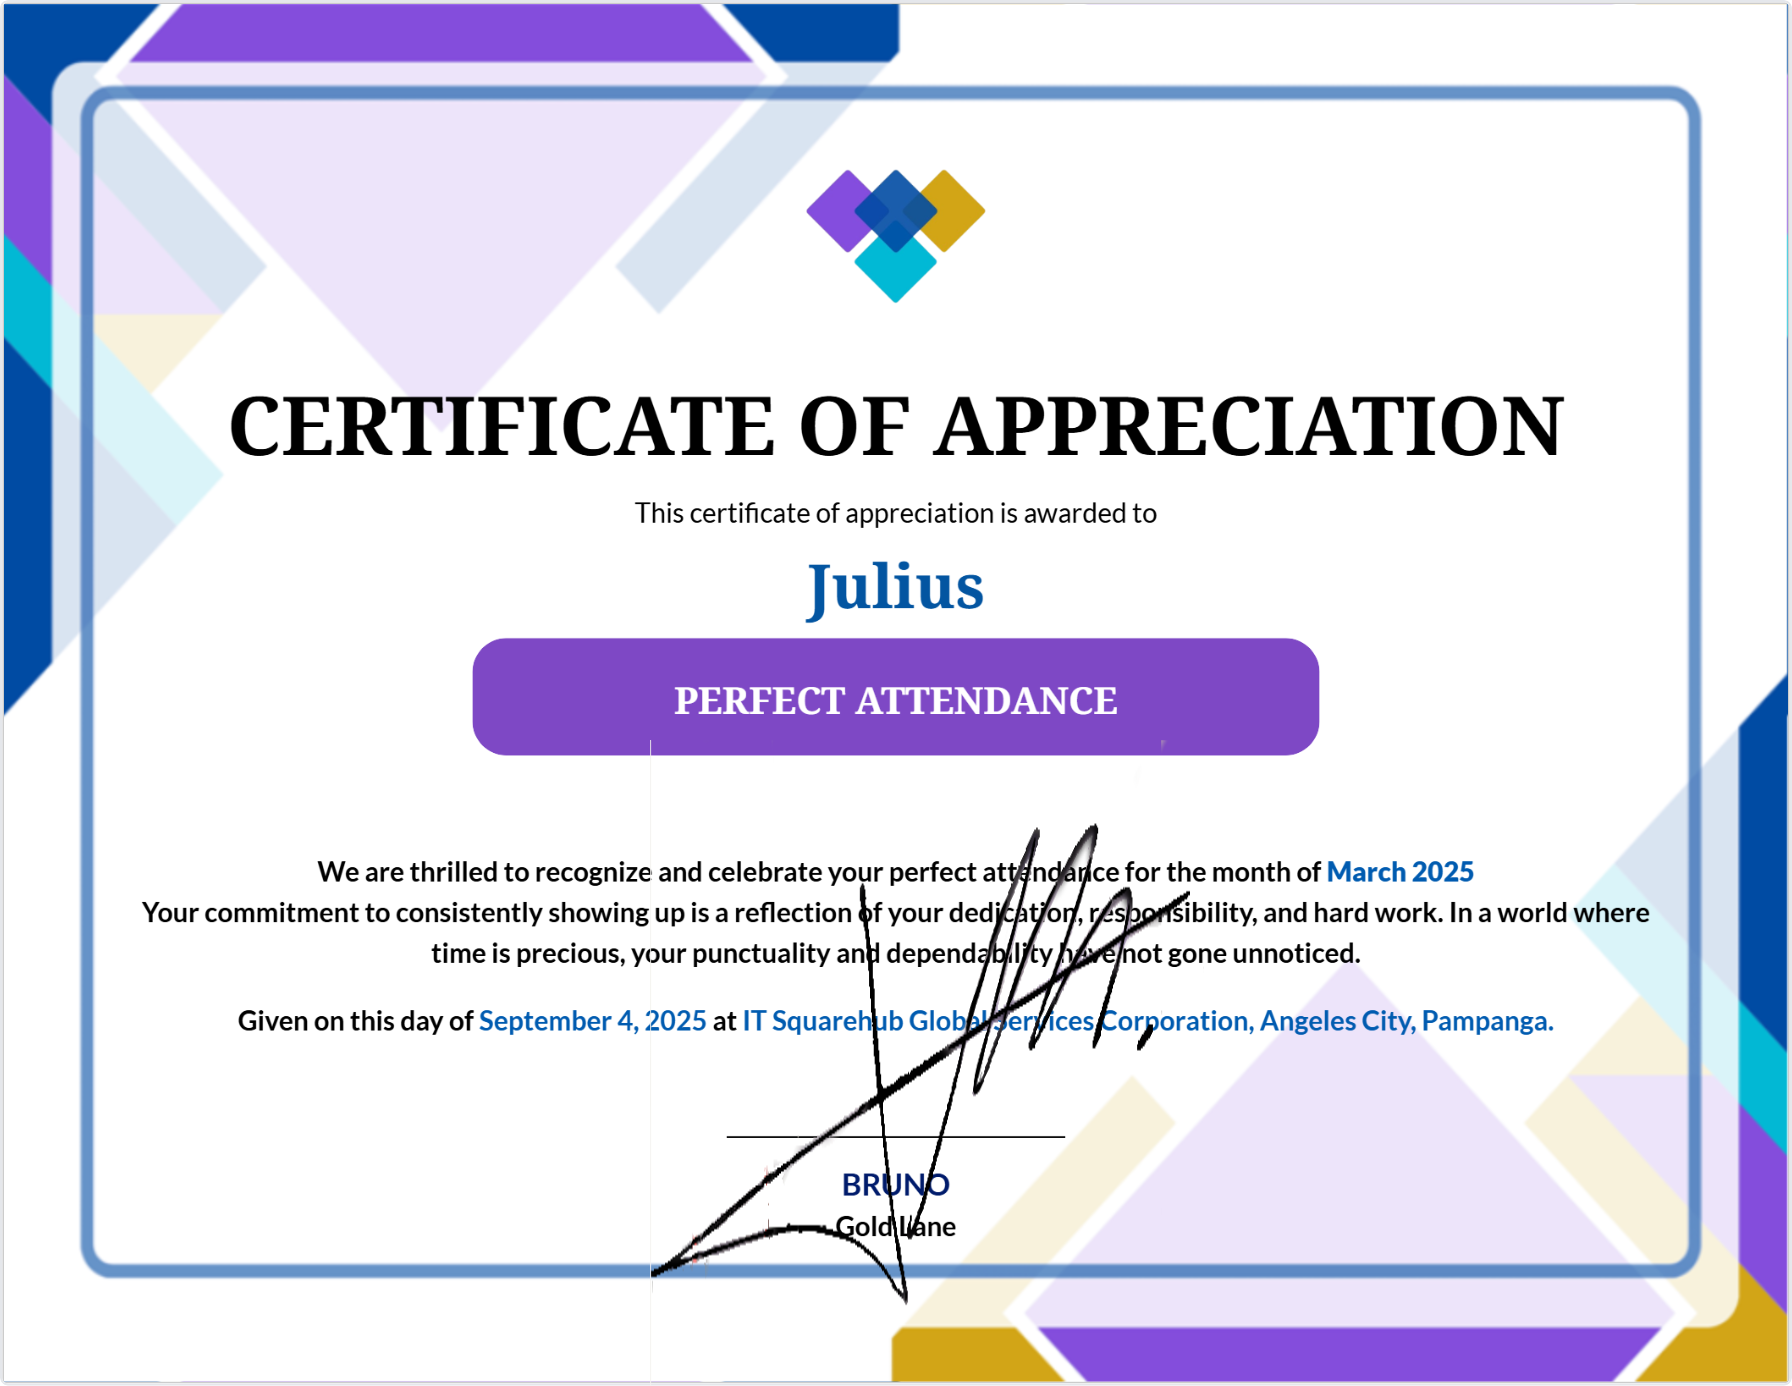 CERTIFICATE OF APPRECIATION
This certificate of appreciation is awarded to
Julius
PERFECT ATTENDANCE
We are thrilled to recognize and celebrate your perfect attendance for the month of March 2025
Your commitment to consistently showing up is a reflection of your dedication, responsibility, and hard work. In a world where
time is precious, your punctuality and dependability have not gone unnoticed.
Given on this day of September 4, 2025 at IT Squarehub Global Services Corporation, Angeles City, Pampanga.
BRUNO
Gold Lane